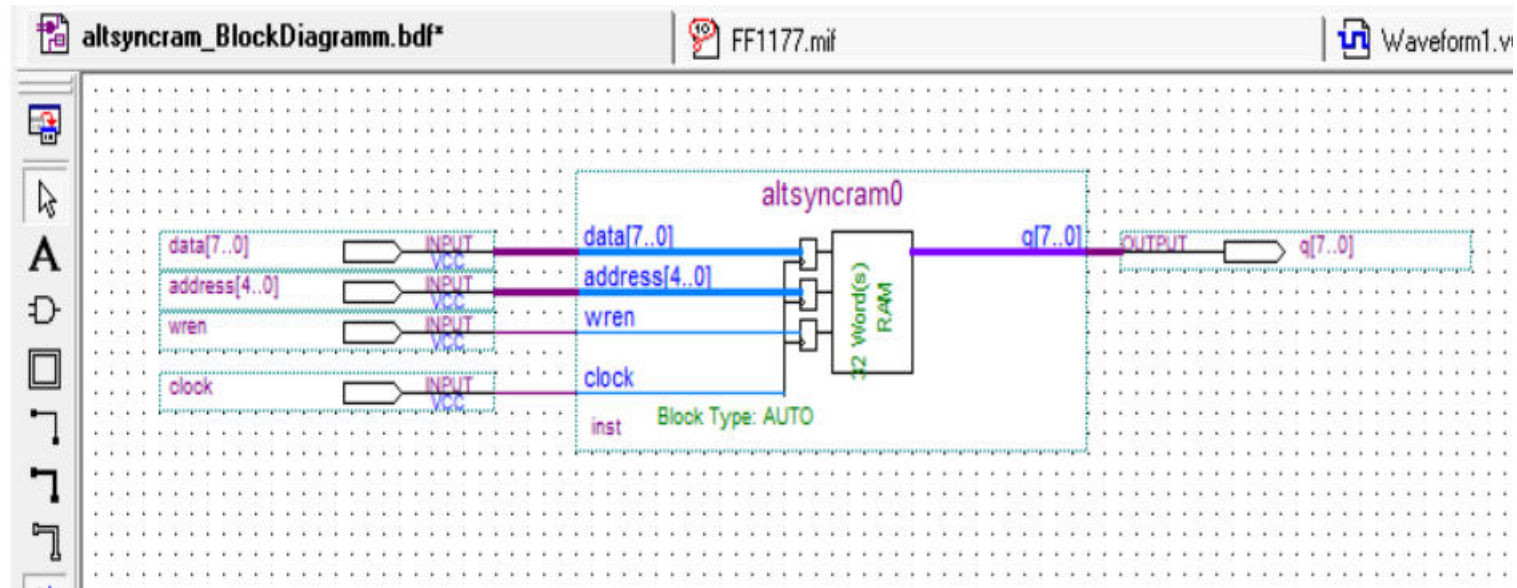 altsyncram_BlockDiagramm.bdf*
FF1177.mif
Waveform1.v
altsyncram0
data[7..0]
INPUT
VCC
data[7..0]
q[7..0]
OUTPUT
q[7..0]
address[4..0]
INPUT
VCC
address[4..0]
wren
INPUT
VCC
wren
32 Word(s)
RAM
clock
INPUT
VCC
clock
inst
Block Type: AUTO
A